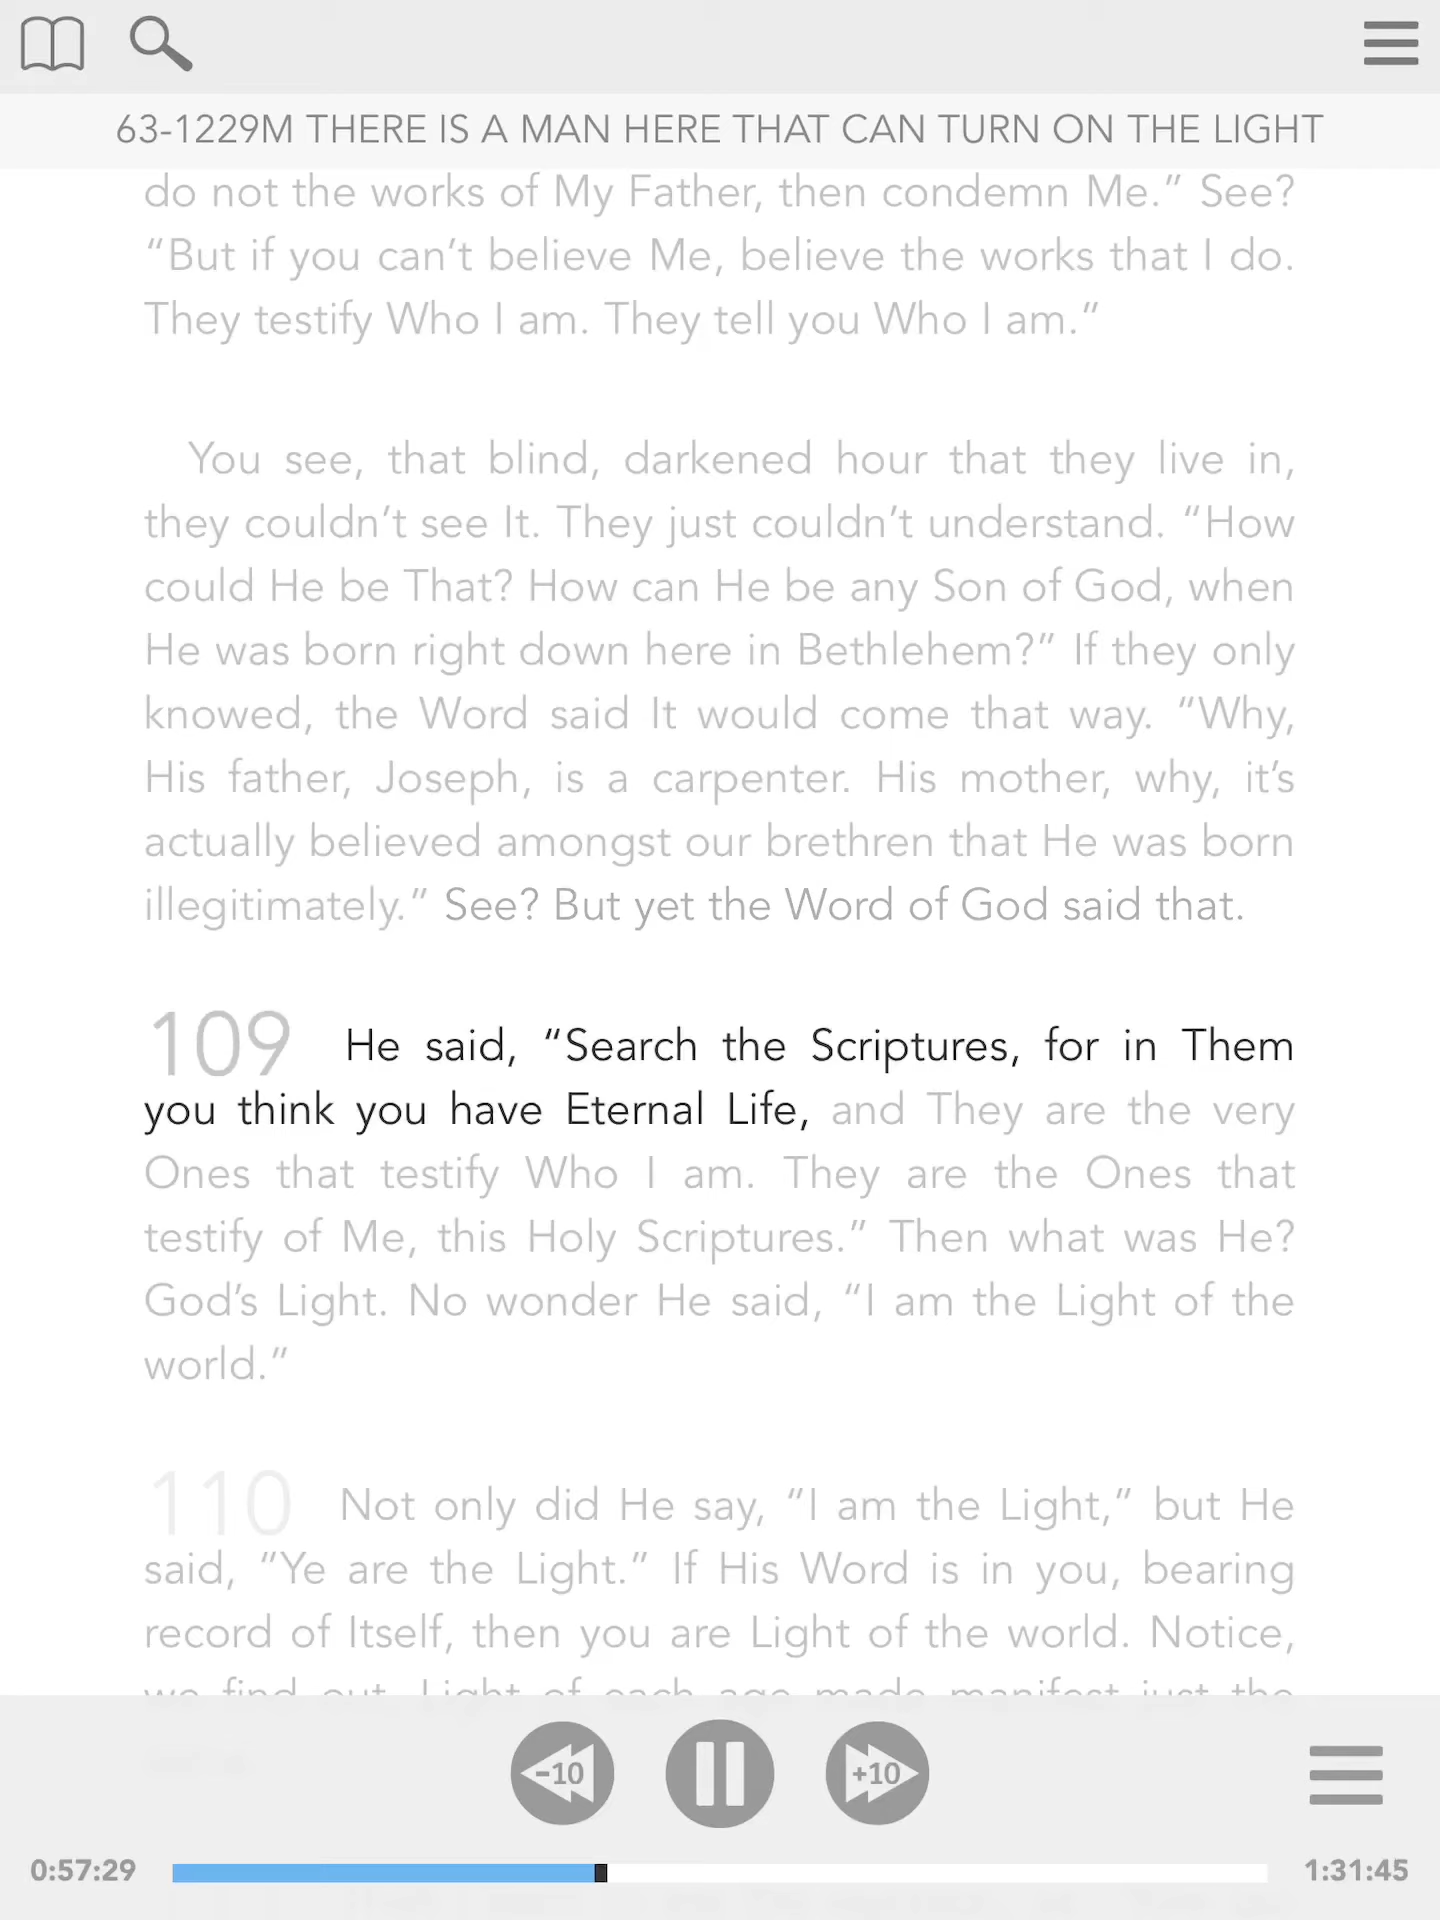 63-1229M THERE IS A MAN HERE THAT CAN TURN ON THE LIGHT
do not the works of My Father, then condemn Me.” See?
“But if you can’t believe Me, believe the works that I do.
They testify Who I am. They tell you Who I am.”
You see, that blind, darkened hour that they live in,
they couldn’t see It. They just couldn’t understand. “How
could He be That? How can He be any Son of God, when
He was born right down here in Bethlehem?” If they only
knowed, the Word said It would come that way. “Why,
His father, Joseph, is a carpenter. His mother, why, it’s
actually believed amongst our brethren that He was born
illegitimately.” See? But yet the Word of God said that.
109 He said, “Search the Scriptures, for in Them
you think you have Eternal Life, and They are the very
Ones that testify Who I am. They are the Ones that
testify of Me, this Holy Scriptures.” Then what was He?
God’s Light. No wonder He said, “I am the Light of the
world.”
110 Not only did He say, “I am the Light,” but He
said, “Ye are the Light.” If His Word is in you, bearing
record of Itself, then you are Light of the world. Notice,
we find out, Light of each age made manifest just the
-10 +10
0:57:29 1:31:45